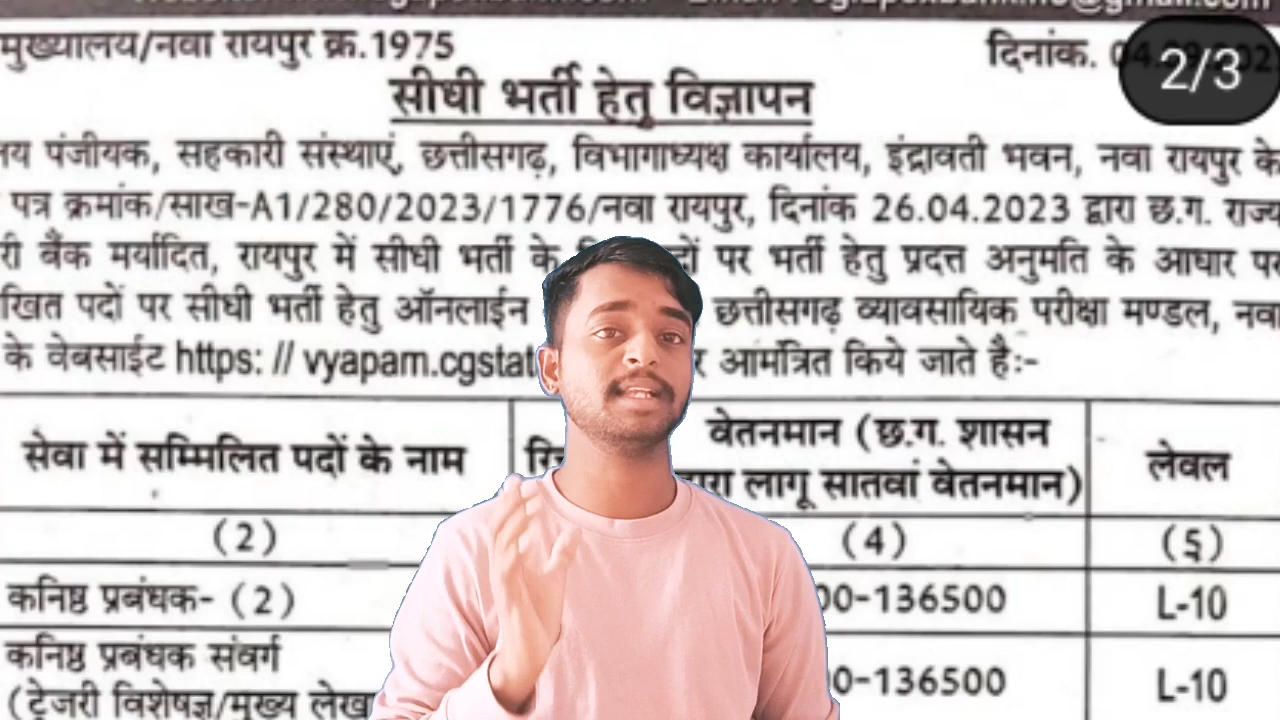 मुख्यालय/नवा रायपुर क्र.1975 दिनांक.
2/3
सीधी भर्ती हेतु विज्ञापन
पंजीयक, सहकारी संस्थाएं, छत्तीसगढ़, विभागाध्यक्ष कार्यालय, इंद्रावती भवन, नवा रायपुर के
पत्र क्रमांक/साख-A1/280/2023/1776/नवा रायपुर, दिनांक 26.04.2023 द्वारा छ.ग. राज्य
बैंक मर्यादित, रायपुर में सीधी भर्ती के पर भर्ती हेतु प्रदत्त अनुमति के आधार पर
पदों पर सीधी भर्ती हेतु ऑनलाईन छत्तीसगढ़ व्यावसायिक परीक्षा मण्डल, नवा
के वेबसाईट https: // vyapam.cgstat आमंत्रित किये जाते है:-
सेवा में सम्मिलित पदों के नाम वेतनमान (छ.ग. शासन लेवल
लागू सातवां वेतनमान)
(2) (4) (5)
कनिष्ठ प्रबंधक- (2) 00-136500 L-10
कनिष्ठ प्रबंधक संवर्ग
(ट्रेजरी विशेषज्ञ/मुख्य लेखा 0-136500 L-10